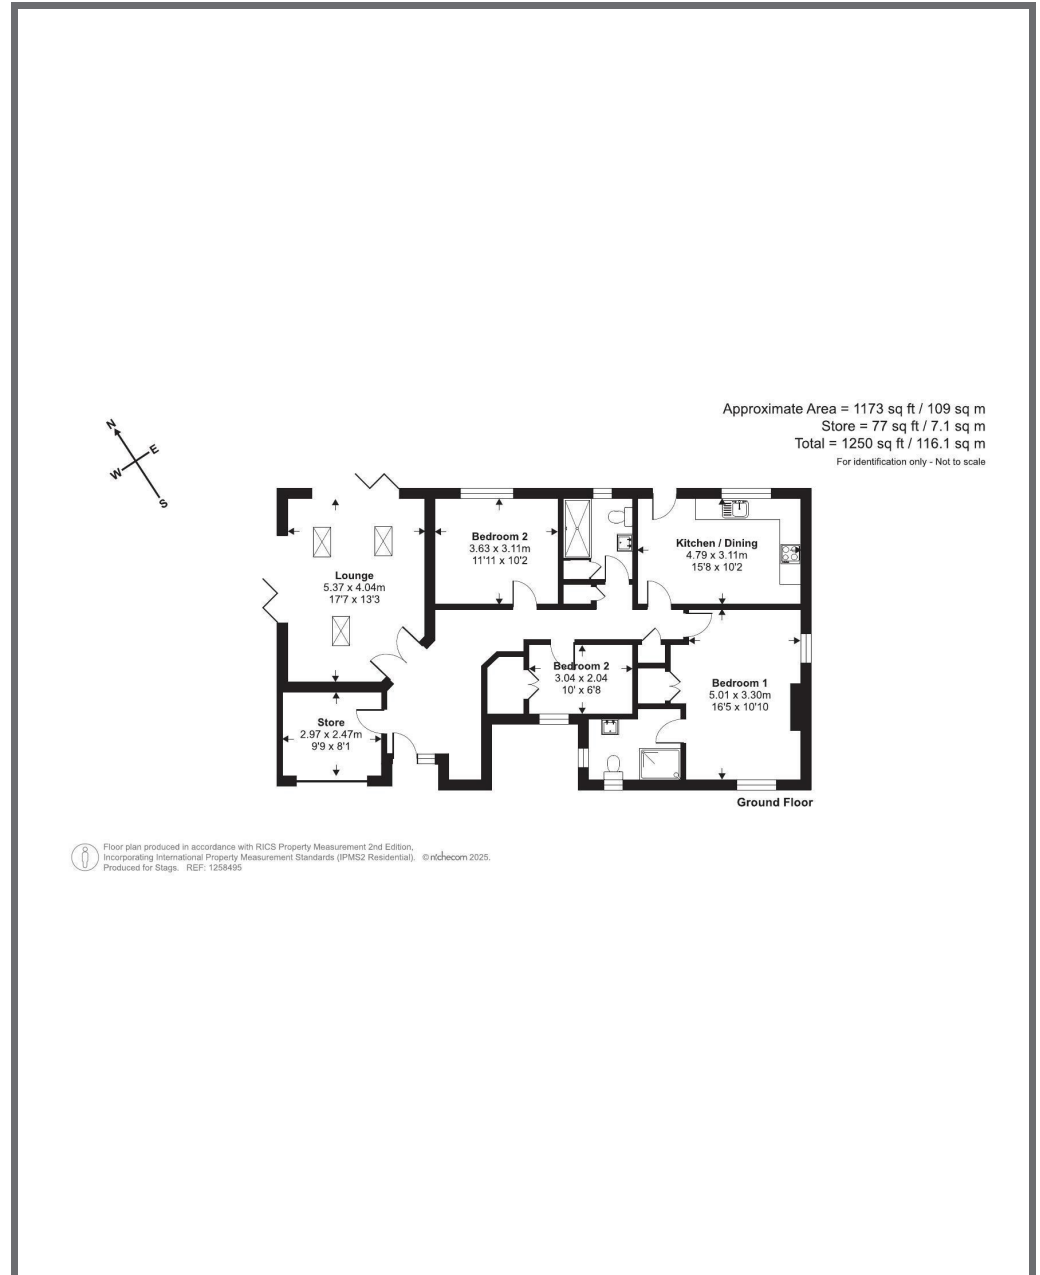 Approximate Area = 1173 sq ft / 109 sq m
Store = 77 sq ft / 7.1 sq m
Total = 1250 sq ft / 116.1 sq m
For identification only - Not to scale
N
E
W
S
Bedroom 2
3.63 x 3.11m
11'11 x 10'2
Kitchen / Dining
4.79 x 3.11m
15'8 x 10'2
Lounge
5.37 x 4.04m
17'7 x 13'3
Bedroom 2
3.04 x 2.04
10' x 6'8
Bedroom 1
5.01 x 3.30m
16'5 x 10'10
Store
2.97 x 2.47m
9'9 x 8'1
Ground Floor
Floor plan produced in accordance with RICS Property Measurement 2nd Edition,
Incorporating International Property Measurement Standards (IPMS2 Residential). © nichecom 2025.
Produced for Stags. REF: 1258495